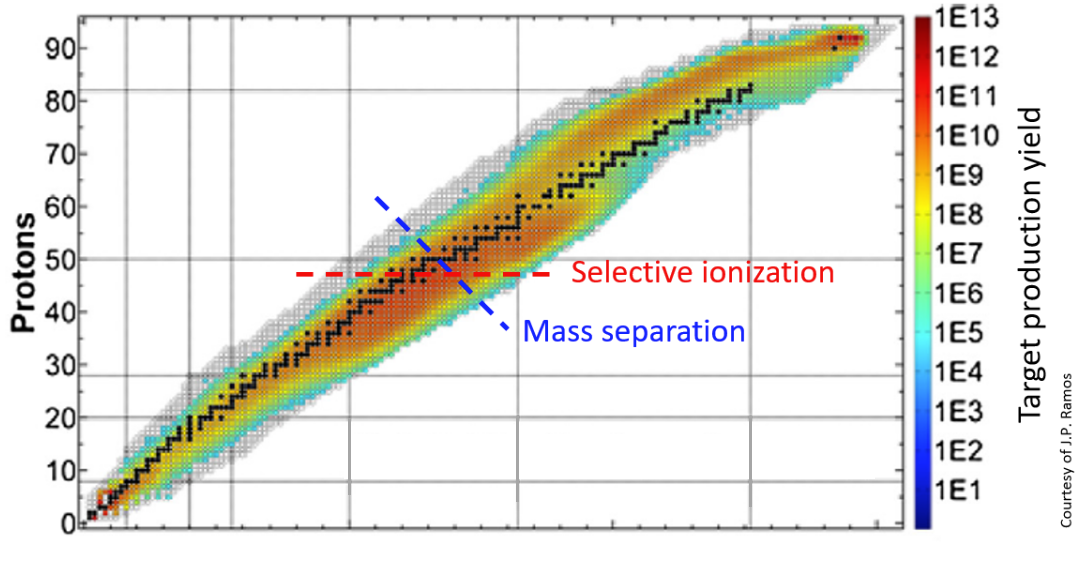 90
80
70
60
50
40
30
20
10
0
Protons
Selective ionization
Mass separation
1E13
1E12
1E11
1E10
1E9
1E8
1E7
1E6
1E5
1E4
1E3
1E2
1E1
Target production yield
Courtesy of J.P. Ramos